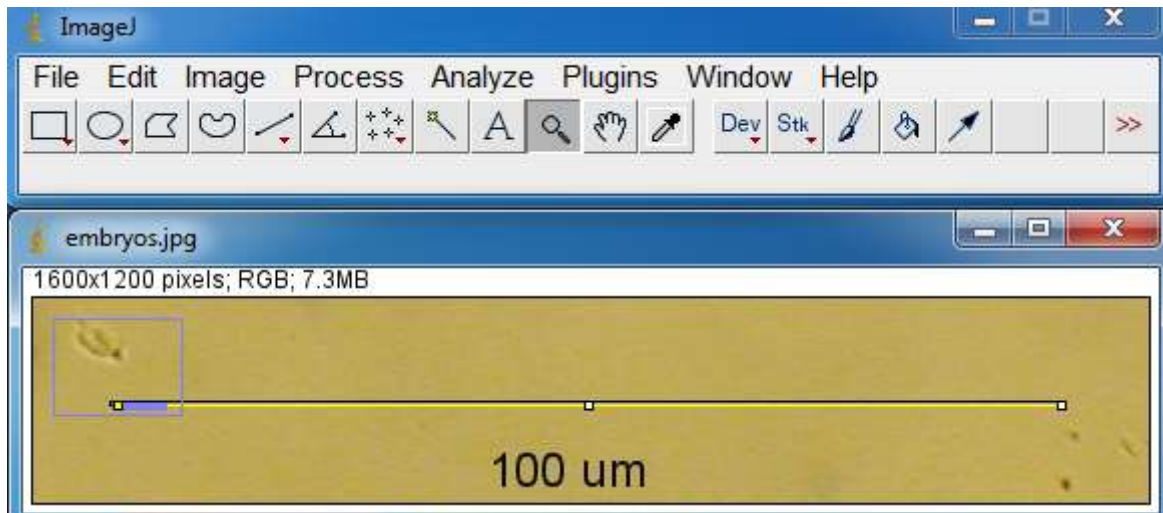 ImageJ
File Edit Image Process Analyze Plugins Window Help
A Dev Stk >>
embryos.jpg
1600x1200 pixels; RGB; 7.3MB
100 um